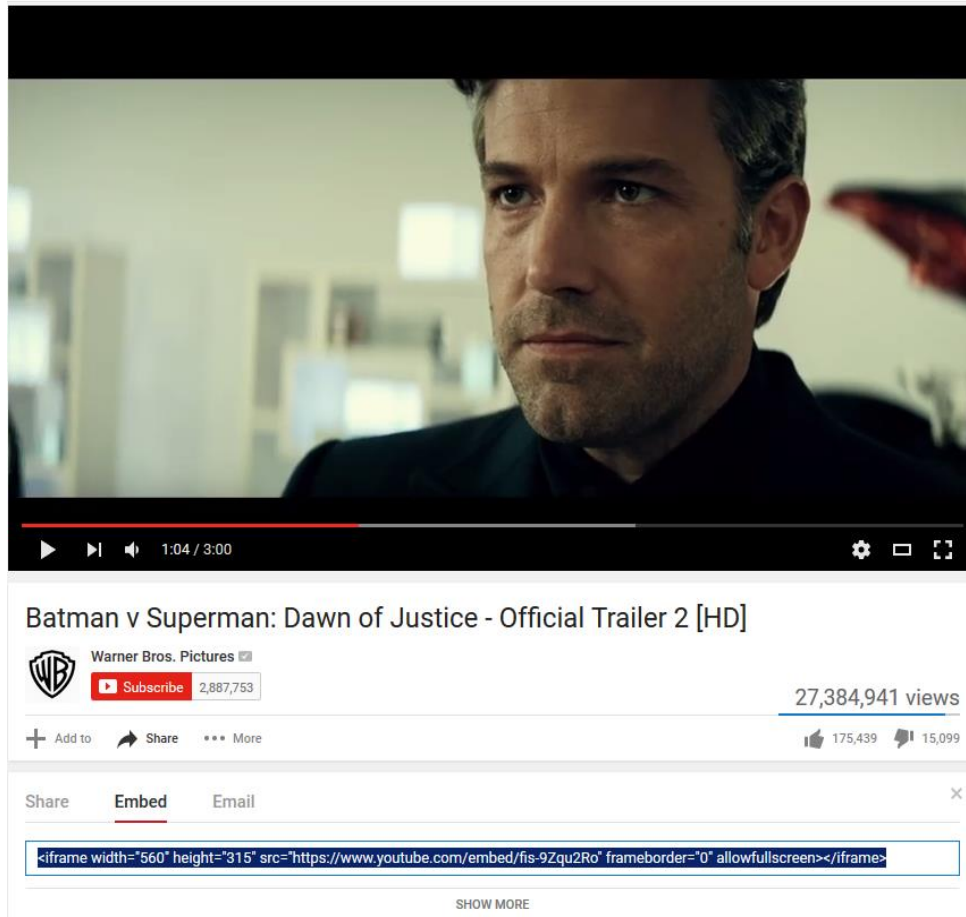 1:04 / 3:00
Batman v Superman: Dawn of Justice - Official Trailer 2 [HD]
WB
Warner Bros. Pictures
Subscribe 2,887,753
27,384,941 views
Add to Share More
175,439 15,099
Share Embed Email
<iframe width="560" height="315" src="https://www.youtube.com/embed/fis-9Zqu2Ro" frameborder="0" allowfullscreen></iframe>
SHOW MORE